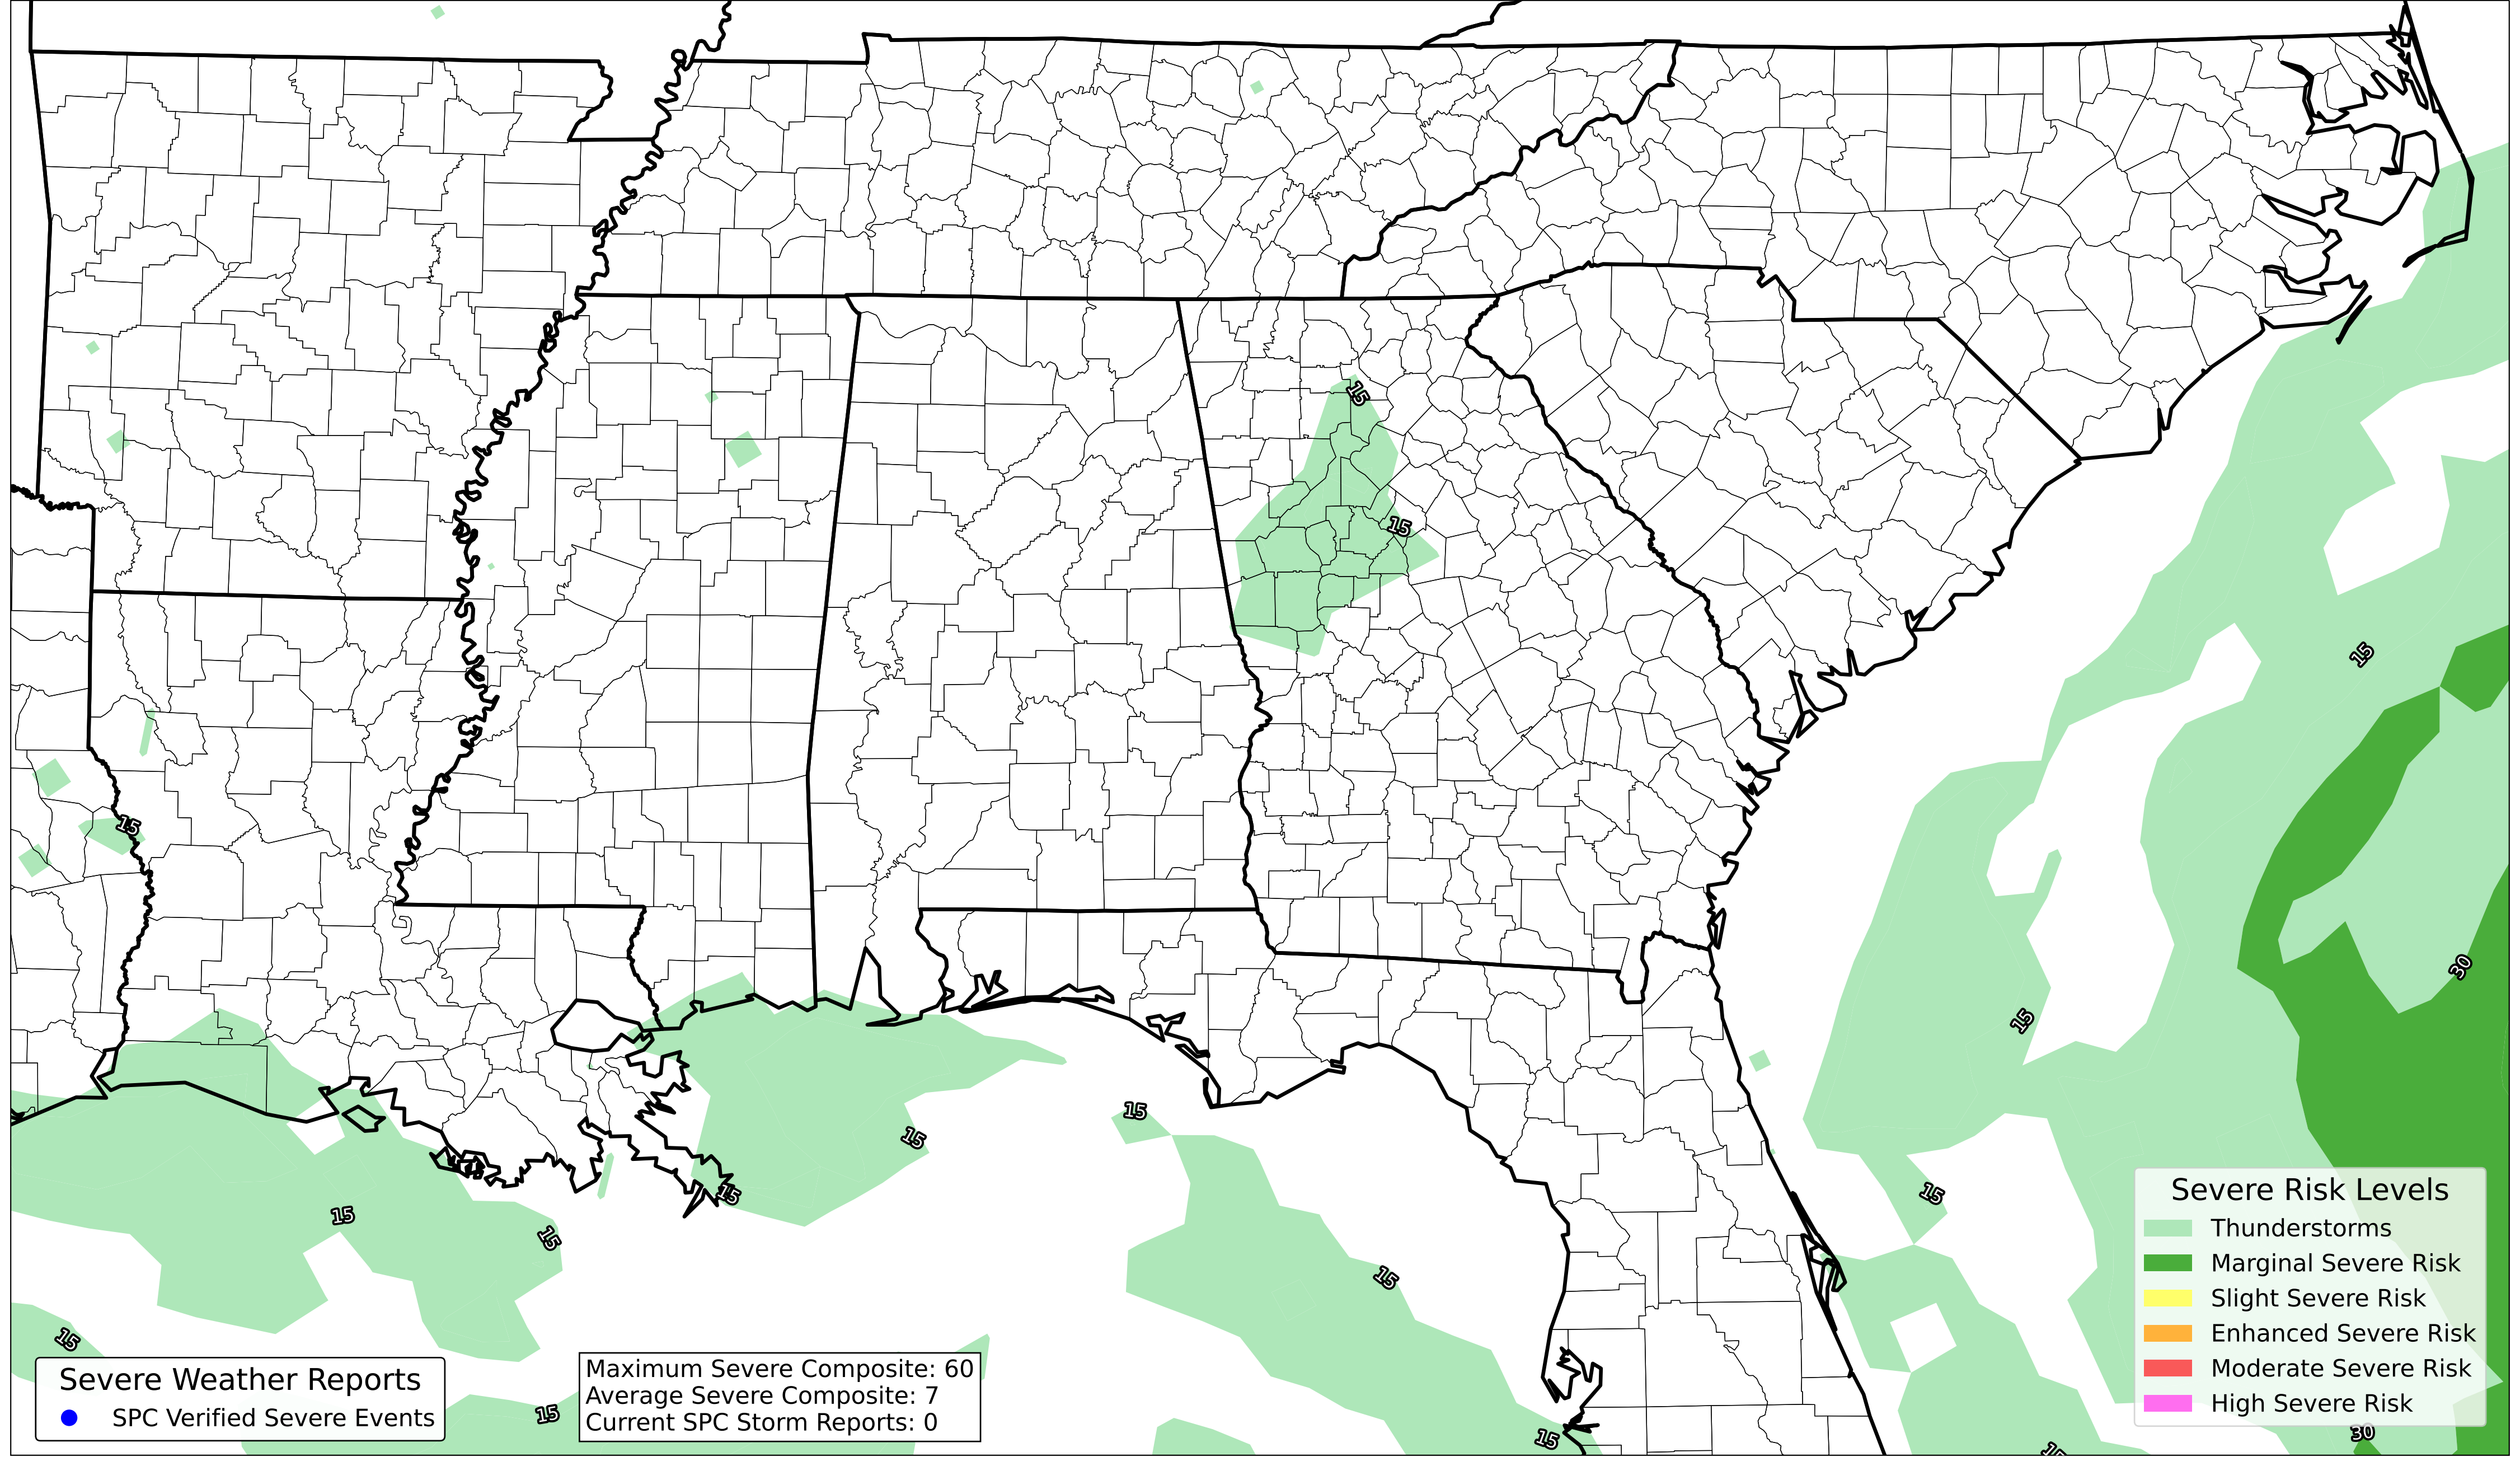 15
15
15
15
30
15
15
15
15
15
15
15
15
15
15
15
30
15
Severe Risk Levels
Thunderstorms
Marginal Severe Risk
Slight Severe Risk
Enhanced Severe Risk
Moderate Severe Risk
High Severe Risk
Severe Weather Reports
SPC Verified Severe Events
Maximum Severe Composite: 60
Average Severe Composite: 7
Current SPC Storm Reports: 0